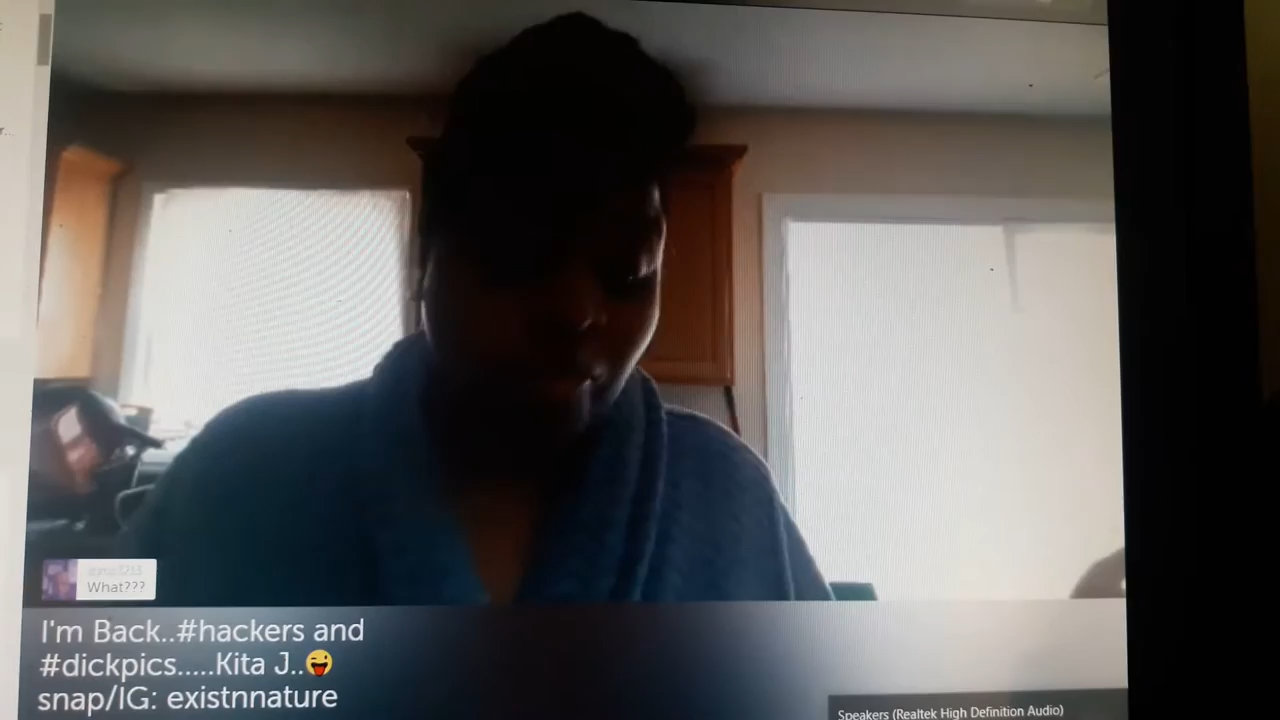 What???
I'm Back..#hackers and
#dickpics.....Kita J..😜
snap/IG: existnnature
Speakers (Realtek High Definition Audio)